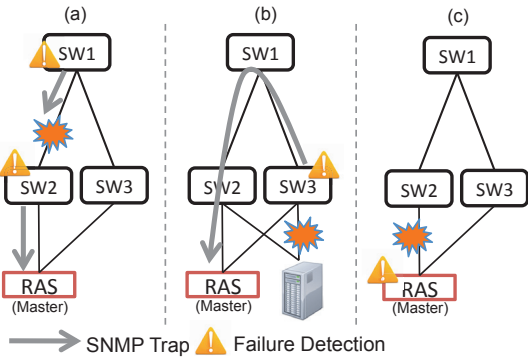 (a) (b) (c)
SW1 SW1 SW1
SW2 SW3 SW2 SW3 SW2 SW3
RAS RAS RAS
(Master) (Master) (Master)
SNMP Trap Failure Detection